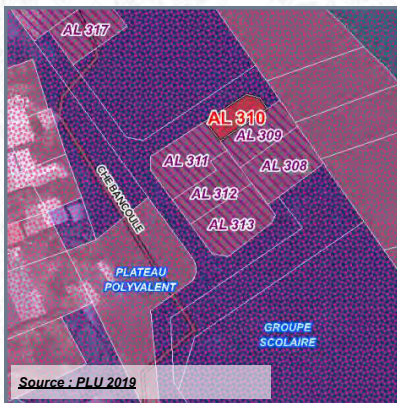 AL 317
AL 310
AL 309
AL 311
AL 308
CHE BANCOULE
AL 312
AL 313
PLATEAU
POLYVALENT
GROUPE
SCOLAIRE
Source : PLU 2019